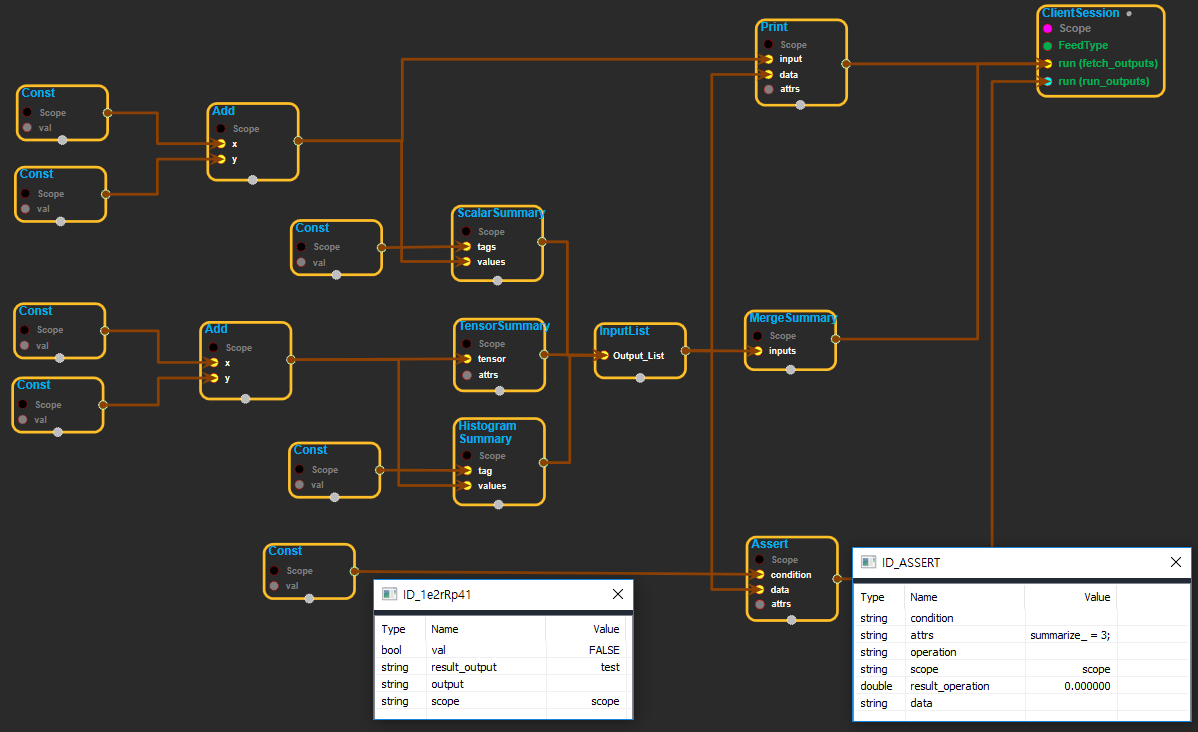 ClientSession
Scope
FeedType
run (fetch_outputs)
run (run_outputs)
Print
Scope
input
data
attrs
Const
Scope
val
Add
Scope
x
y
Const
Scope
val
Const
Scope
val
ScalarSummary
Scope
tags
values
Const
Scope
val
Add
Scope
x
y
TensorSummary
Scope
tensor
attrs
InputList
Output_List
MergeSummary
Scope
inputs
Const
Scope
val
Const
Scope
val
Histogram
Summary
Scope
tag
values
Const
Scope
val
Assert
Scope
condition
data
attrs
ID_1e2rRp41
Type Name Value
bool val FALSE
string result_output test
string output
string scope scope
ID_ASSERT
Type Name Value
string condition
string attrs summarize_ = 3;
string operation
string scope scope
double result_operation 0.000000
string data